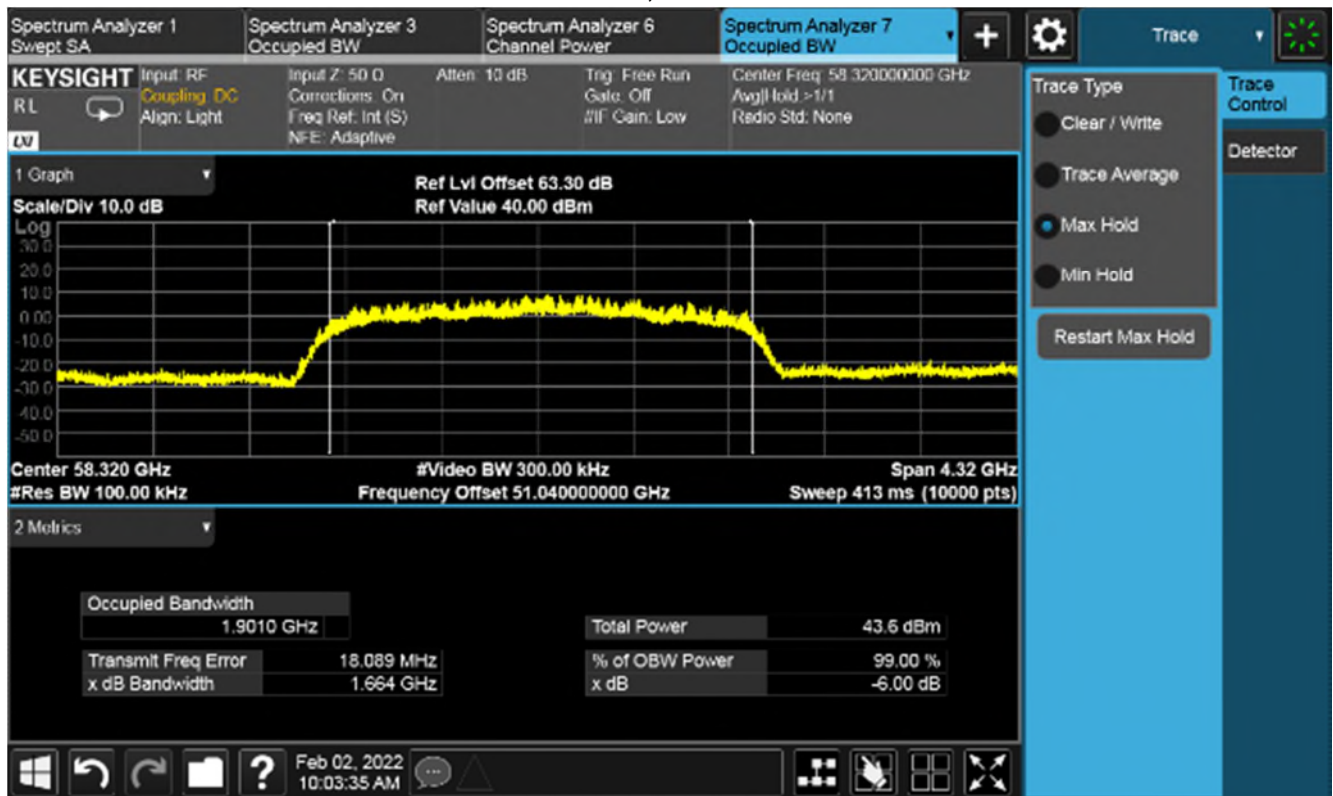 Spectrum Analyzer 1
Swept SA
Spectrum Analyzer 3
Occupied BW
Spectrum Analyzer 6
Channel Power
Spectrum Analyzer 7
Occupied BW
+
Trace
KEYSIGHT
RL
LXI
Input: RF
Coupling: DC
Align: Light
Input Z: 50 Ω
Corrections: On
Freq Ref: Int (S)
NFE: Adaptive
Atten: 10 dB
Trig: Free Run
Gate: Off
#IF Gain: Low
Center Freq: 58.320000000 GHz
Avg|Hold: >1/1
Radio Std: None
Trace Type
Clear / Write
Trace Average
Max Hold
Min Hold
Restart Max Hold
Trace
Control
Detector
1 Graph
Scale/Div 10.0 dB
Ref Lvl Offset 63.30 dB
Ref Value 40.00 dBm
Log
30.0
20.0
10.0
0.00
-10.0
-20.0
-30.0
-40.0
-50.0
Center 58.320 GHz
#Video BW 300.00 kHz
Span 4.32 GHz
#Res BW 100.00 kHz
Frequency Offset 51.040000000 GHz
Sweep 413 ms (10000 pts)
2 Metrics
Occupied Bandwidth
1.9010 GHz
Total Power 43.6 dBm
Transmit Freq Error 18.089 MHz
% of OBW Power 99.00 %
x dB Bandwidth 1.664 GHz
x dB -6.00 dB
?
Feb 02, 2022
10:03:35 AM